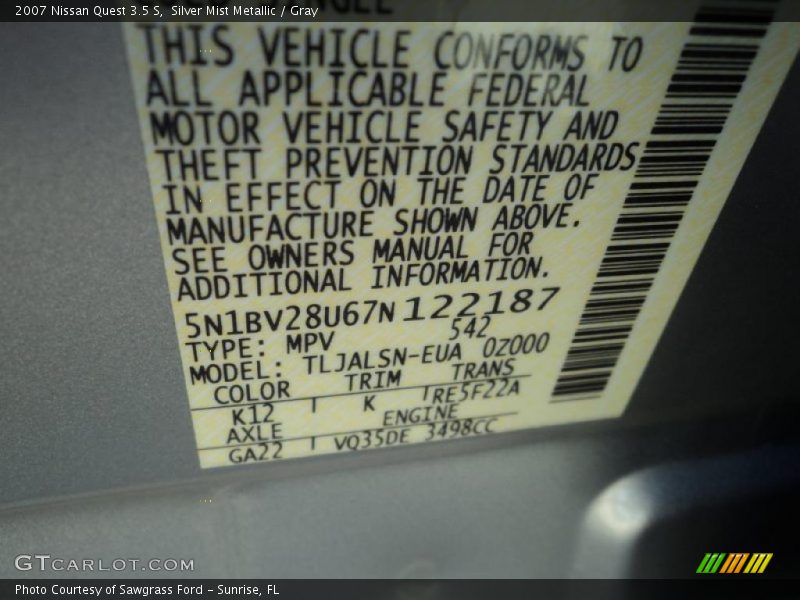 2007 Nissan Quest 3.5 S,  Silver Mist Metallic / Gray
THIS VEHICLE CONFORMS TO
ALL APPLICABLE FEDERAL
MOTOR VEHICLE SAFETY AND
THEFT PREVENTION STANDARDS
IN EFFECT ON THE DATE OF
MANUFACTURE SHOWN ABOVE.
SEE OWNERS MANUAL FOR
ADDITIONAL INFORMATION.
5N1BV28U67N122187
TYPE: MPV 542
MODEL: TLJALSN-EUA 0Z000
COLOR TRIM TRANS
K12 K RE5F22A
AXLE ENGINE
GA22 VQ35DE 3498CC
GTCARLOT.COM
Photo Courtesy of Sawgrass Ford - Sunrise, FL